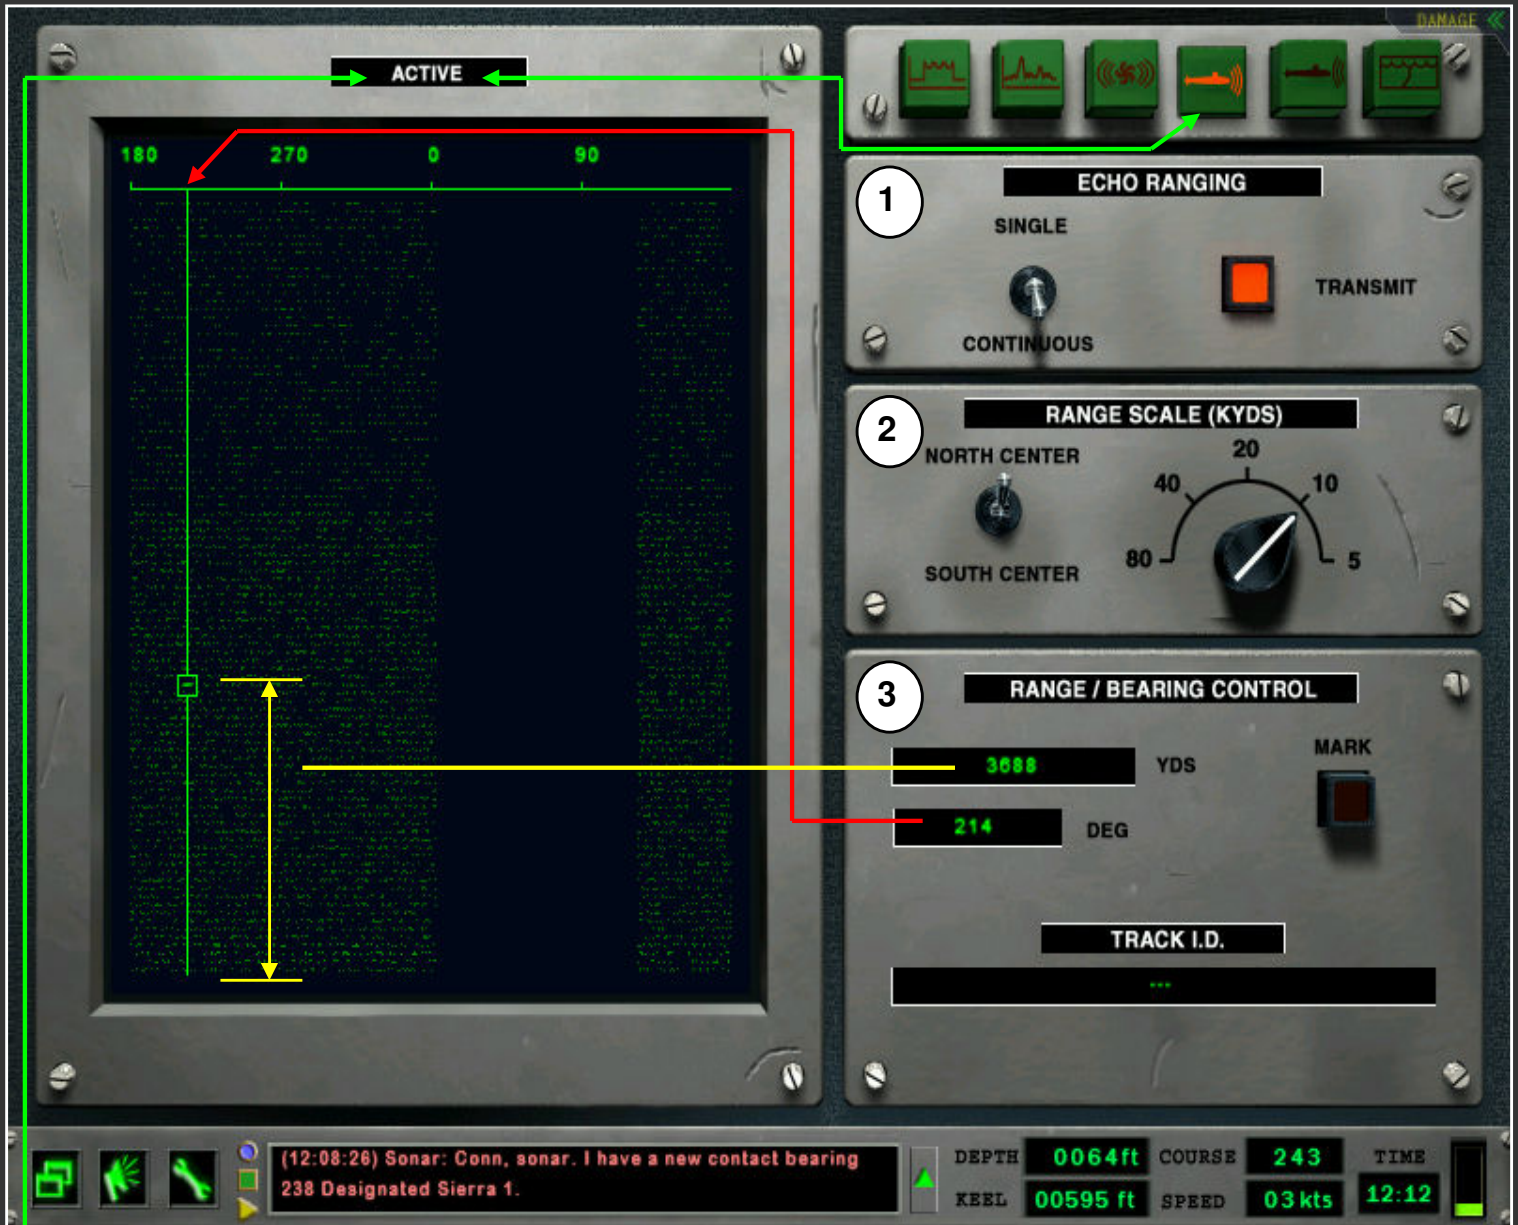 DAMAGE
ACTIVE
180 270 0 90
1
ECHO RANGING
SINGLE
TRANSMIT
CONTINUOUS
2
RANGE SCALE (KYDS)
NORTH CENTER
20
40 10
80 5
SOUTH CENTER
3
RANGE / BEARING CONTROL
MARK
3688 YDS
214 DEG
TRACK I.D.
---
(12:08:26) Sonar: Conn, sonar. I have a new contact bearing
238 Designated Sierra 1.
DEPTH 0064ft COURSE 243 TIME
KEEL 00595 ft SPEED 03 kts 12:12